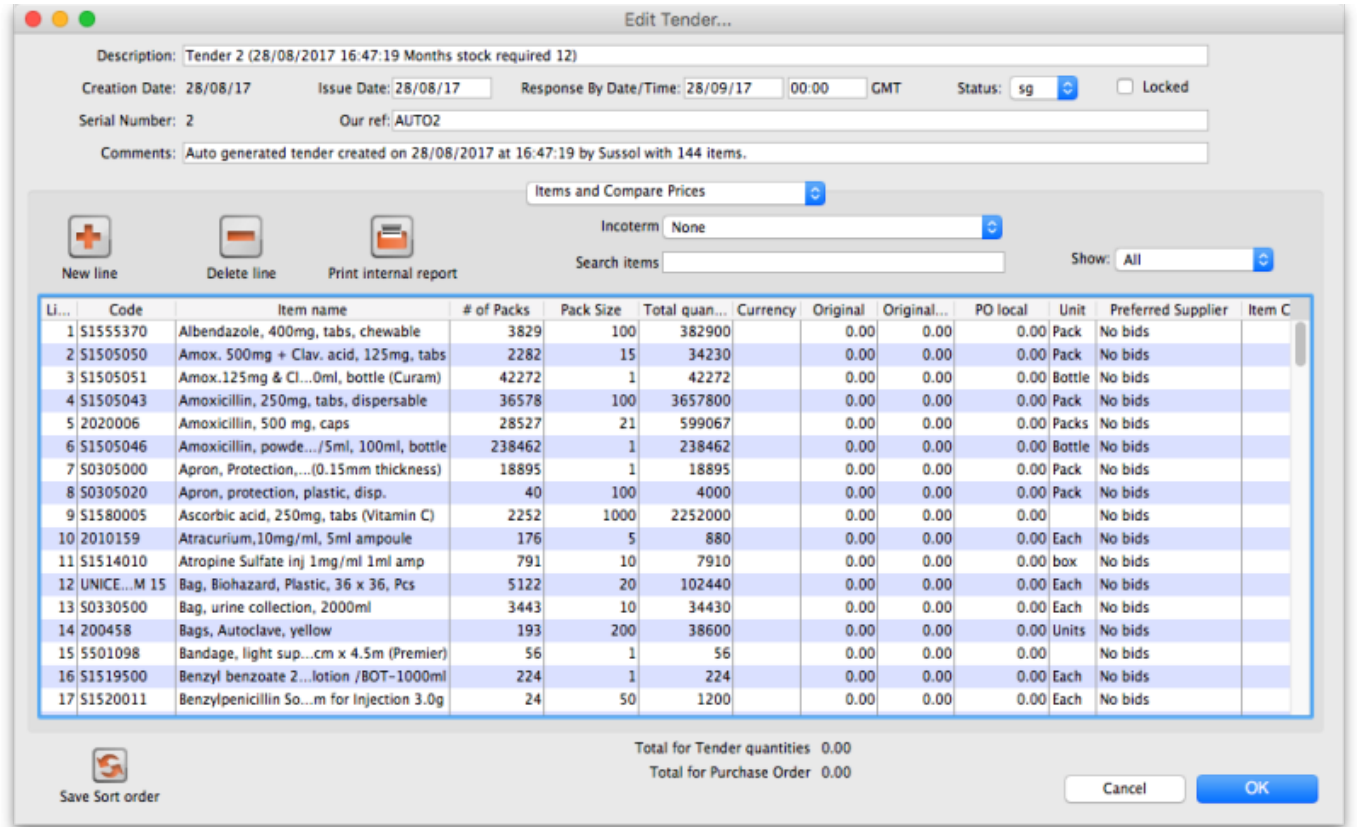 Edit Tender...
Description: Tender 2 (28/08/2017 16:47:19 Months stock required 12)
Creation Date: 28/08/17 Issue Date: 28/08/17 Response By Date/Time: 28/09/17 00:00 GMT Status: sg Locked
Serial Number: 2 Our ref: AUTO2
Comments: Auto generated tender created on 28/08/2017 at 16:47:19 by Sussol with 144 items.
Items and Compare Prices
Incoterm None
New line Delete line Print internal report Search items Show: All
Li... Code Item name # of Packs Pack Size Total quan... Currency Original Original... PO local Unit Preferred Supplier Item C
1 S1555370 Albendazole, 400mg, tabs, chewable 3829 100 382900 0.00 0.00 0.00 Pack No bids
2 S1505050 Amox. 500mg + Clav. acid, 125mg, tabs 2282 15 34230 0.00 0.00 0.00 Pack No bids
3 S1505051 Amox.125mg & Cl...0ml, bottle (Curam) 42272 1 42272 0.00 0.00 0.00 Bottle No bids
4 S1505043 Amoxicillin, 250mg, tabs, dispersable 36578 100 3657800 0.00 0.00 0.00 Pack No bids
5 2020006 Amoxicillin, 500 mg, caps 28527 21 599067 0.00 0.00 0.00 Packs No bids
6 S1505046 Amoxicillin, powde.../5ml, 100ml, bottle 238462 1 238462 0.00 0.00 0.00 Bottle No bids
7 S0305000 Apron, Protection,...(0.15mm thickness) 18895 1 18895 0.00 0.00 0.00 Pack No bids
8 S0305020 Apron, protection, plastic, disp. 40 100 4000 0.00 0.00 0.00 Pack No bids
9 S1580005 Ascorbic acid, 250mg, tabs (Vitamin C) 2252 1000 2252000 0.00 0.00 0.00 No bids
10 2010159 Atracurium,10mg/ml, 5ml ampoule 176 5 880 0.00 0.00 0.00 Each No bids
11 S1514010 Atropine Sulfate inj 1mg/ml 1ml amp 791 10 7910 0.00 0.00 0.00 box No bids
12 UNICE...M 15 Bag, Biohazard, Plastic, 36 x 36, Pcs 5122 20 102440 0.00 0.00 0.00 Each No bids
13 S0330500 Bag, urine collection, 2000ml 3443 10 34430 0.00 0.00 0.00 Each No bids
14 200458 Bags, Autoclave, yellow 193 200 38600 0.00 0.00 0.00 Units No bids
15 5501098 Bandage, light sup...cm x 4.5m (Premier) 56 1 56 0.00 0.00 0.00 No bids
16 S1519500 Benzyl benzoate 2...lotion /BOT-1000ml 224 1 224 0.00 0.00 0.00 Each No bids
17 S1520011 Benzylpenicillin So...m for Injection 3.0g 24 50 1200 0.00 0.00 0.00 Each No bids
Total for Tender quantities 0.00
Total for Purchase Order 0.00
Save Sort order Cancel OK